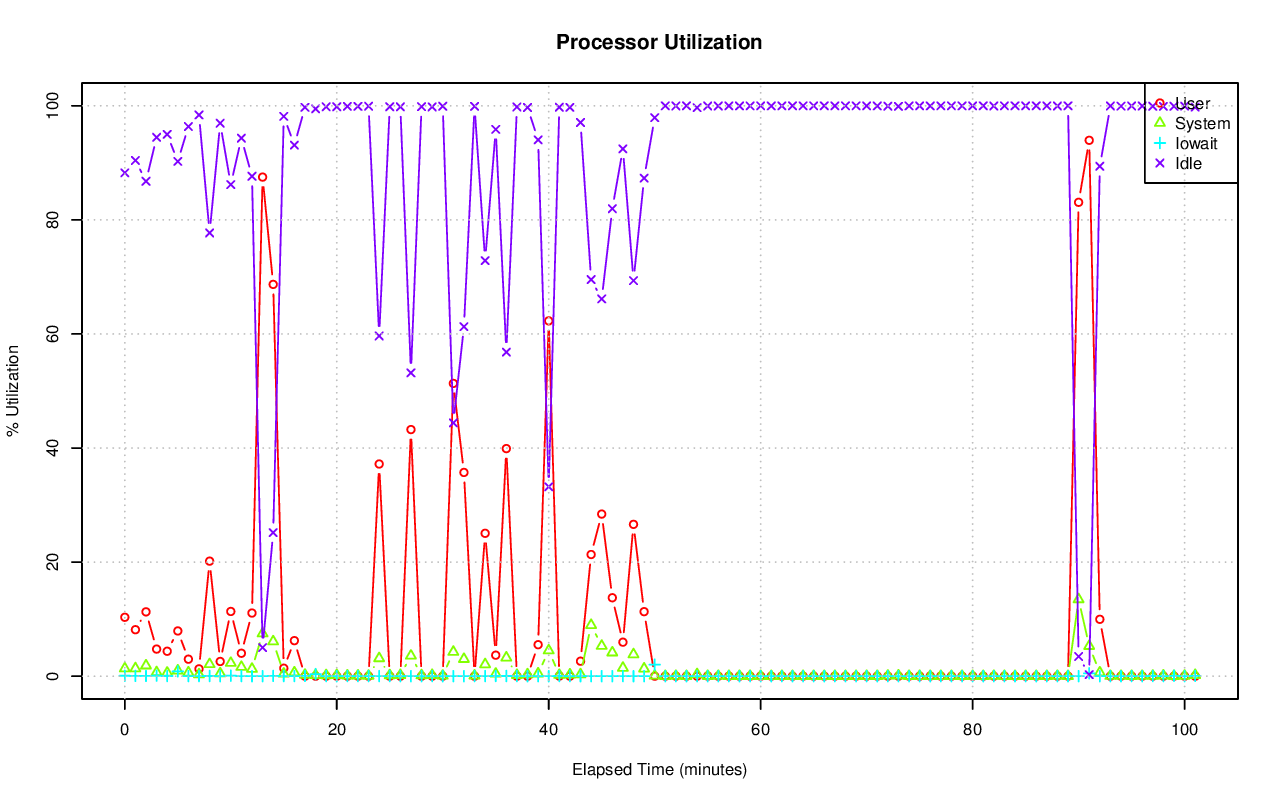 Processor Utilization
% Utilization
100
80
60
40
20
0
User
System
Iowait
Idle
0 20 40 60 80 100
Elapsed Time (minutes)